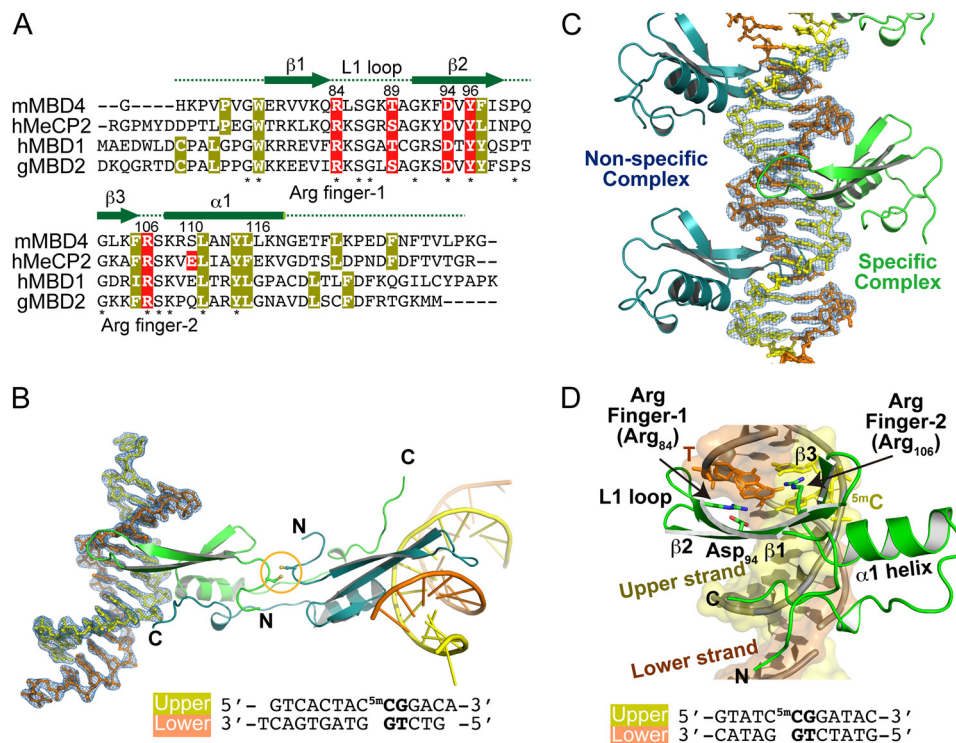 A
β1 L1 loop β2
84 89 94 96
mMBD4 --G----HKPVPVGWERVVKQRLSGKTAGKFDVYFISPQ
hMeCP2 -RGPMYDDPTLPEGWTRKLKQRKSGRSAGKYDVYLINPQ
hMBD1 MAEDWLDCPALGPGWKRREVFRKSGATCGRSDTYYQSPT
gMBD2 DKQGRTDCPALPPGWKKEEVIRKSGLSAGKSDVYYFSPS
* * * * * * * *
Arg finger-1
β3 α1
106 110 116
mMBD4 GLKFRSKRSLANYLLKNGETFLKPEDFNFTVLPKG-
hMeCP2 GKAFRSKVELIAYFEKVGDTSLDPNDFDFTVTGR--
hMBD1 GDRIRSKVELTRYLGPACDLTLFDFKQGILCYPAPK
gMBD2 GKKFRSKPQLARYLGNAVDLSCFDFRTGKMM-----
* * * * * *
Arg finger-2
B
C
N
C
N
Upper 5′- GTCACTAC5mCGGACA-3′
Lower 3′-TCAGTGATG GTCTG -5′
C
Non-specific
Complex
Specific
Complex
D
Arg
Finger-1
(Arg84)
Arg
Finger-2
(Arg106)
T
β3
L1 loop
5mC
β2
Asp94
β1
α1 helix
Upper strand
C
Lower strand
N
Upper 5′-GTATC5mCGGATAC-3′
Lower 3′-CATAG GTCTATG-5′